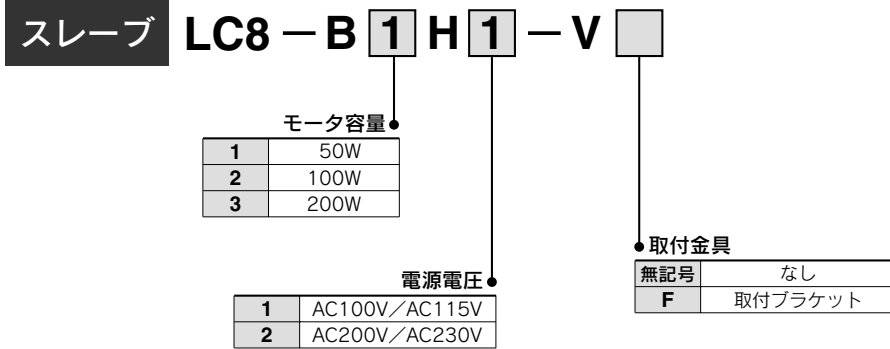 スレーブ LC8－B 1 H 1 －V
モータ容量
1 50W
2 100W
3 200W
電源電圧
1 AC100V／AC115V
2 AC200V／AC230V
取付金具
無記号 なし
F 取付ブラケット